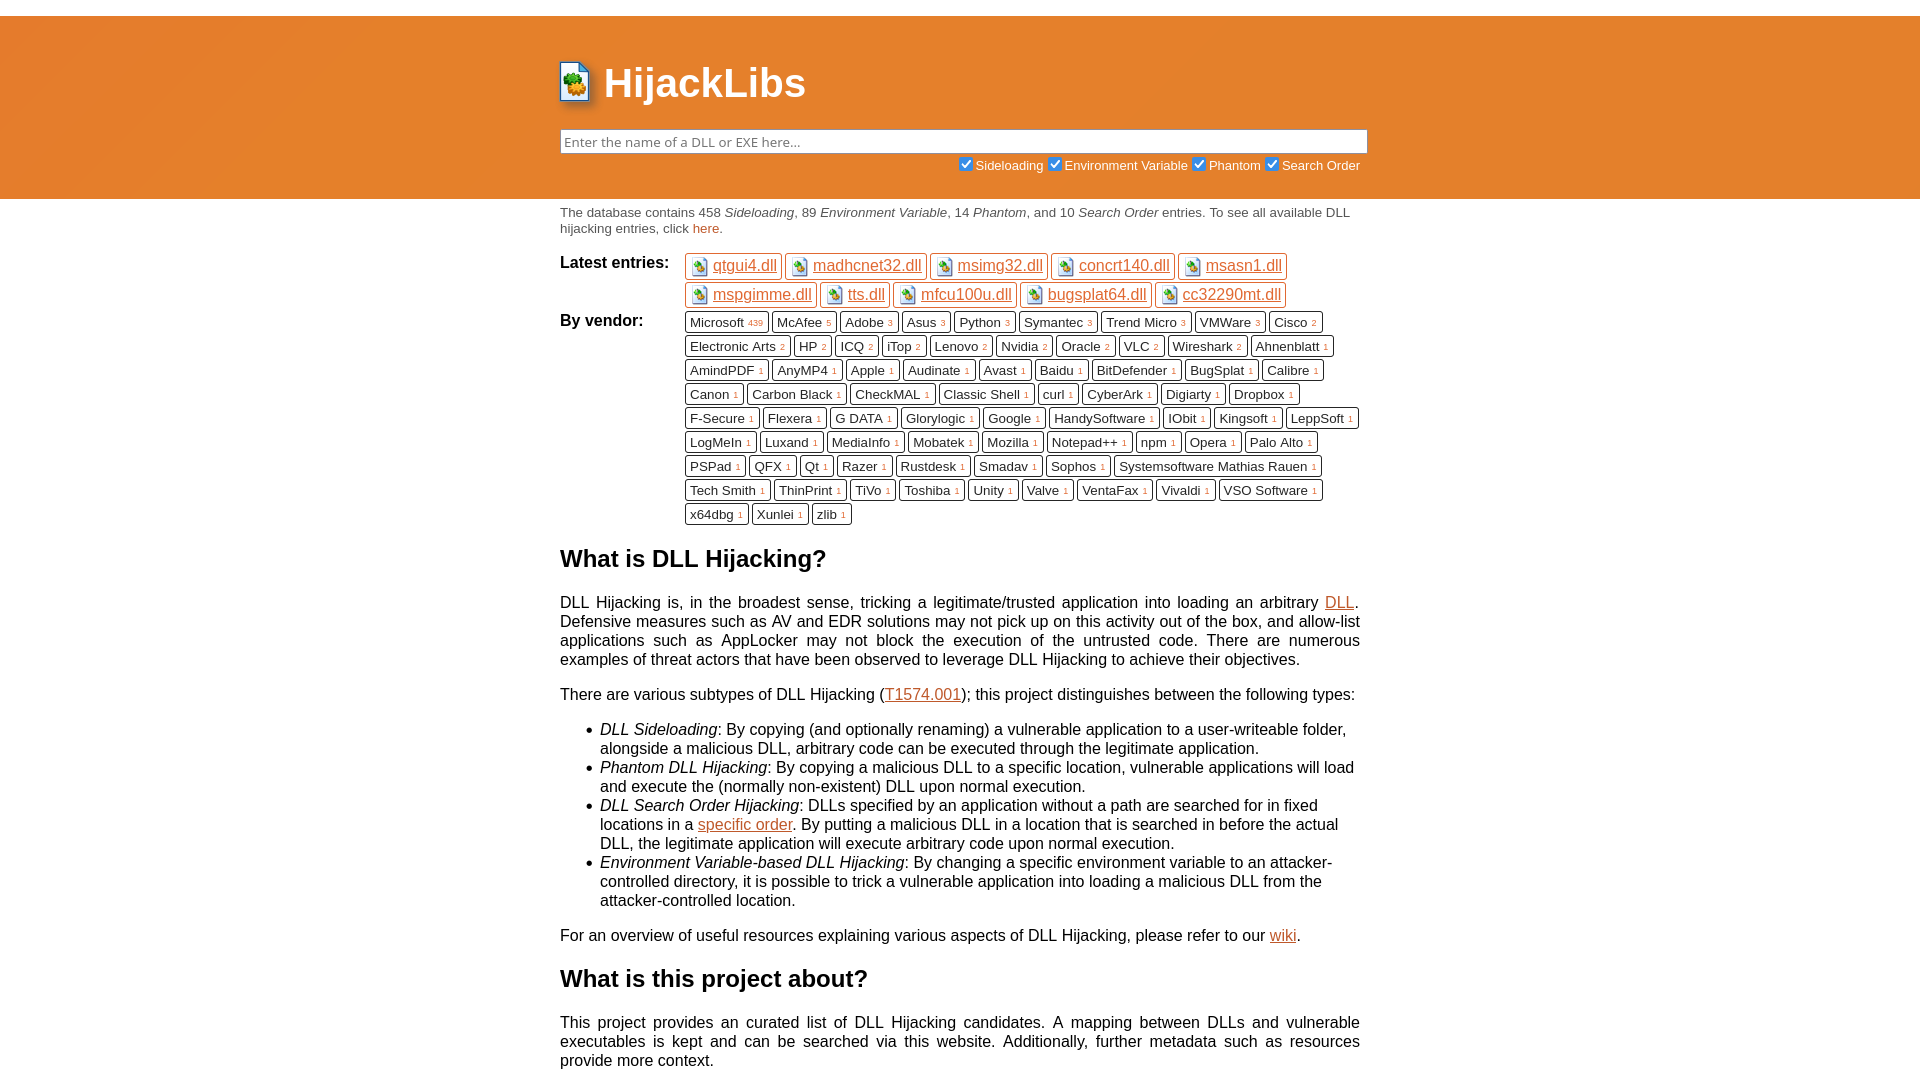 HijackLibs
Enter the name of a DLL or EXE here...
Sideloading Environment Variable Phantom Search Order
The database contains 458 Sideloading, 89 Environment Variable, 14 Phantom, and 10 Search Order entries. To see all available DLL
hijacking entries, click here.
Latest entries: qtgui4.dll madhcnet32.dll msimg32.dll concrt140.dll msasn1.dll
mspgimme.dll tts.dll mfcu100u.dll bugsplat64.dll cc32290mt.dll
By vendor: Microsoft 439 McAfee 5 Adobe 3 Asus 3 Python 3 Symantec 3 Trend Micro 3 VMWare 3 Cisco 2
Electronic Arts 2 HP 2 ICQ 2 iTop 2 Lenovo 2 Nvidia 2 Oracle 2 VLC 2 Wireshark 2 Ahnenblatt 1
AmindPDF 1 AnyMP4 1 Apple 1 Audinate 1 Avast 1 Baidu 1 BitDefender 1 BugSplat 1 Calibre 1
Canon 1 Carbon Black 1 CheckMAL 1 Classic Shell 1 curl 1 CyberArk 1 Digiarty 1 Dropbox 1
F-Secure 1 Flexera 1 G DATA 1 Glorylogic 1 Google 1 HandySoftware 1 IObit 1 Kingsoft 1 LeppSoft 1
LogMeIn 1 Luxand 1 MediaInfo 1 Mobatek 1 Mozilla 1 Notepad++ 1 npm 1 Opera 1 Palo Alto 1
PSPad 1 QFX 1 Qt 1 Razer 1 Rustdesk 1 Smadav 1 Sophos 1 Systemsoftware Mathias Rauen 1
Tech Smith 1 ThinPrint 1 TiVo 1 Toshiba 1 Unity 1 Valve 1 VentaFax 1 Vivaldi 1 VSO Software 1
x64dbg 1 Xunlei 1 zlib 1
What is DLL Hijacking?
DLL Hijacking is, in the broadest sense, tricking a legitimate/trusted application into loading an arbitrary DLL.
Defensive measures such as AV and EDR solutions may not pick up on this activity out of the box, and allow-list
applications such as AppLocker may not block the execution of the untrusted code. There are numerous
examples of threat actors that have been observed to leverage DLL Hijacking to achieve their objectives.
There are various subtypes of DLL Hijacking (T1574.001); this project distinguishes between the following types:
• DLL Sideloading: By copying (and optionally renaming) a vulnerable application to a user-writeable folder,
alongside a malicious DLL, arbitrary code can be executed through the legitimate application.
• Phantom DLL Hijacking: By copying a malicious DLL to a specific location, vulnerable applications will load
and execute the (normally non-existent) DLL upon normal execution.
• DLL Search Order Hijacking: DLLs specified by an application without a path are searched for in fixed
locations in a specific order. By putting a malicious DLL in a location that is searched in before the actual
DLL, the legitimate application will execute arbitrary code upon normal execution.
• Environment Variable-based DLL Hijacking: By changing a specific environment variable to an attacker-
controlled directory, it is possible to trick a vulnerable application into loading a malicious DLL from the
attacker-controlled location.
For an overview of useful resources explaining various aspects of DLL Hijacking, please refer to our wiki.
What is this project about?
This project provides an curated list of DLL Hijacking candidates. A mapping between DLLs and vulnerable
executables is kept and can be searched via this website. Additionally, further metadata such as resources
provide more context.